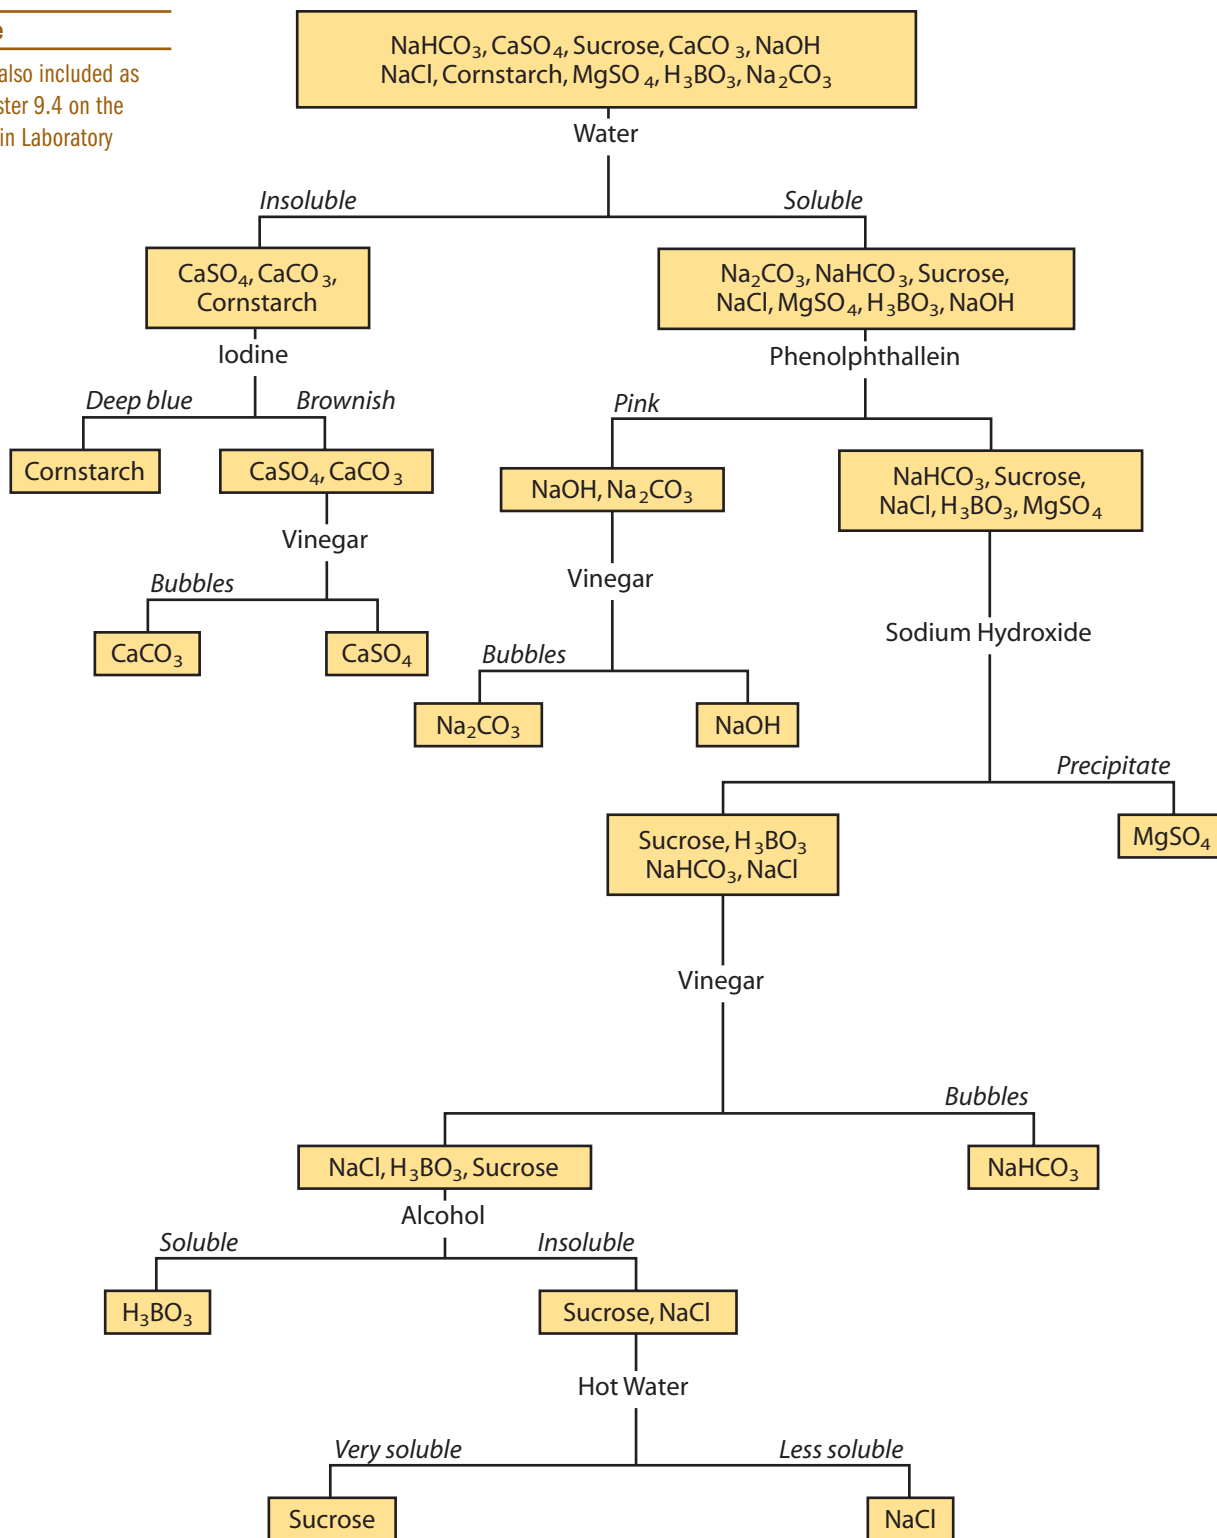 e
also included as
ster 9.4 on the
in Laboratory
NaHCO₃, CaSO₄, Sucrose, CaCO₃, NaOH
NaCl, Cornstarch, MgSO₄, H₃BO₃, Na₂CO₃
Water
Insoluble
Soluble
CaSO₄, CaCO₃,
Cornstarch
Na₂CO₃, NaHCO₃, Sucrose,
NaCl, MgSO₄, H₃BO₃, NaOH
Iodine
Phenolphthallein
Deep blue
Brownish
Pink
Cornstarch
CaSO₄, CaCO₃
NaOH, Na₂CO₃
NaHCO₃, Sucrose,
NaCl, H₃BO₃, MgSO₄
Vinegar
Vinegar
Bubbles
Sodium Hydroxide
CaCO₃
CaSO₄
Bubbles
Na₂CO₃
NaOH
Precipitate
Sucrose, H₃BO₃
NaHCO₃, NaCl
MgSO₄
Vinegar
Bubbles
NaCl, H₃BO₃, Sucrose
NaHCO₃
Alcohol
Soluble
Insoluble
H₃BO₃
Sucrose, NaCl
Hot Water
Very soluble
Less soluble
Sucrose
NaCl